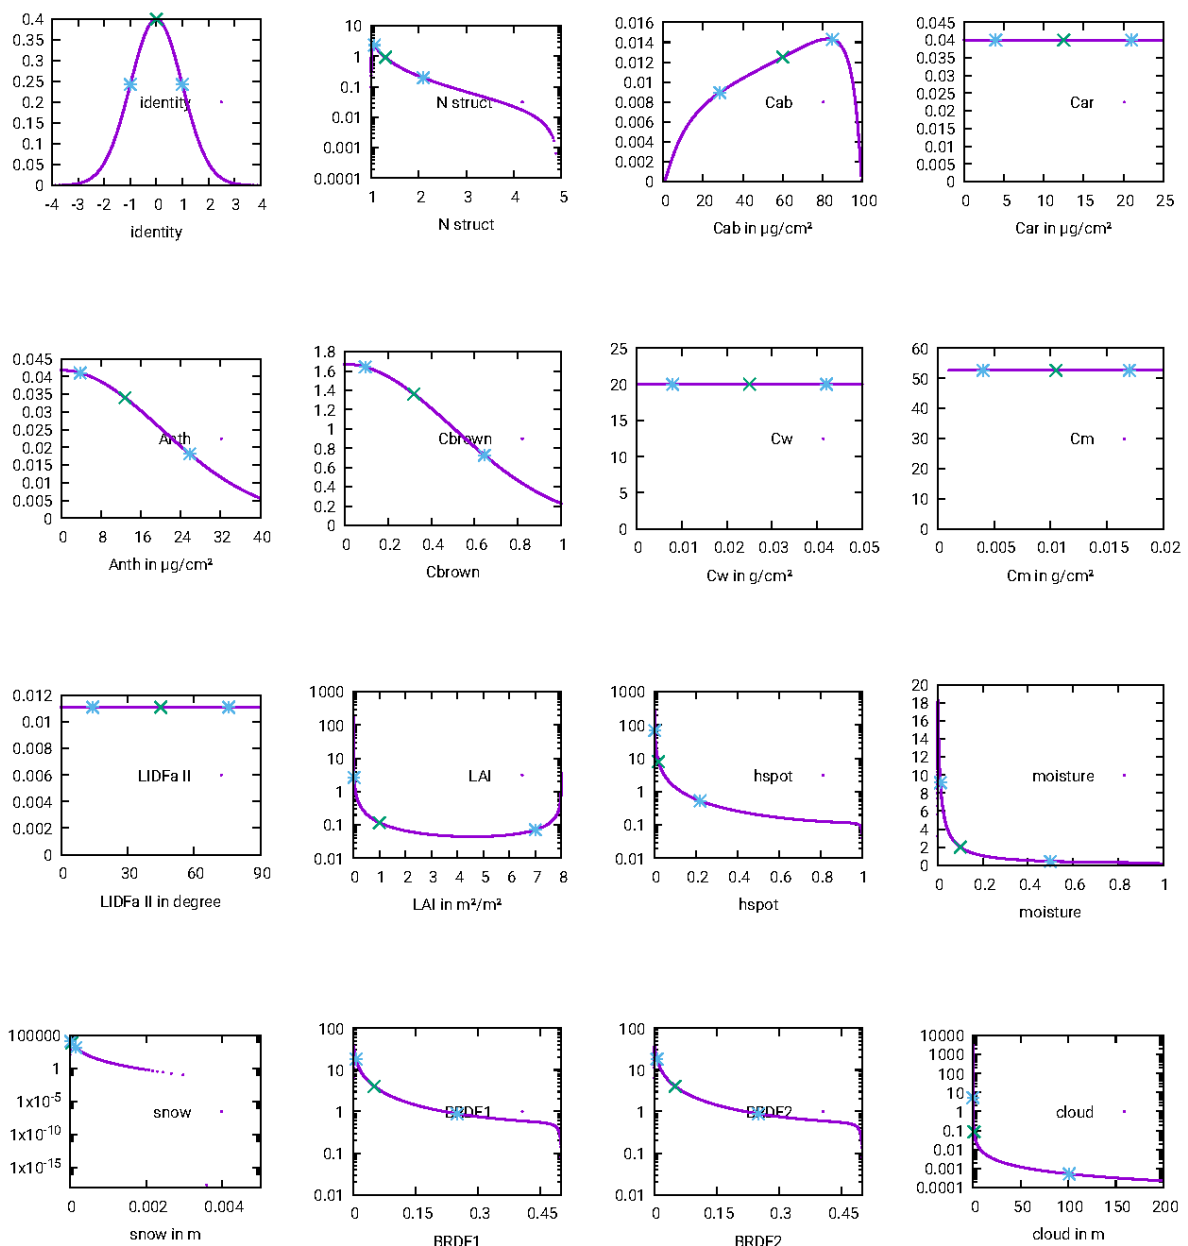 0.4
0.35
0.3
0.25
0.2
0.15
0.1
0.05
0
-4 -3 -2 -1 0 1 2 3 4
identity
identity
10
1
0.1
0.01
0.001
0.0001
1 2 3 4 5
N struct
N struct
0.016
0.014
0.012
0.01
0.008
0.006
0.004
0.002
0
0 20 40 60 80 100
Cab
Cab in µg/cm²
0.045
0.04
0.035
0.03
0.025
0.02
0.015
0.01
0.005
0
0 5 10 15 20 25
Car
Car in µg/cm²
0.045
0.04
0.035
0.03
0.025
0.02
0.015
0.01
0.005
0
0 8 16 24 32 40
Anth
Anth in µg/cm²
1.8
1.6
1.4
1.2
1
0.8
0.6
0.4
0.2
0
0 0.2 0.4 0.6 0.8 1
Cbrown
Cbrown
25
20
15
10
5
0
0 0.01 0.02 0.03 0.04 0.05
Cw
Cw in g/cm²
60
50
40
30
20
10
0
0 0.005 0.01 0.015 0.02
Cm
Cm in g/cm²
0.012
0.01
0.008
0.006
0.004
0.002
0
0 30 60 90
LIDFa II
LIDFa II in degree
1000
100
10
1
0.1
0.01
0 1 2 3 4 5 6 7 8
LAI
LAI in m²/m²
1000
100
10
1
0.1
0.01
0 0.2 0.4 0.6 0.8 1
hspot
hspot
20
18
16
14
12
10
8
6
4
2
0
0 0.2 0.4 0.6 0.8 1
moisture
moisture
100000
1
1x10⁻⁵
1x10⁻¹⁰
1x10⁻¹⁵
0 0.002 0.004
snow
snow in m
100
10
1
0.1
0.01
0 0.15 0.3 0.45
BRDF1
BRDF1
100
10
1
0.1
0.01
0 0.15 0.3 0.45
BRDF2
BRDF2
10000
1000
100
10
1
0.1
0.01
0.001
0.0001
0 50 100 150 200
cloud
cloud in m